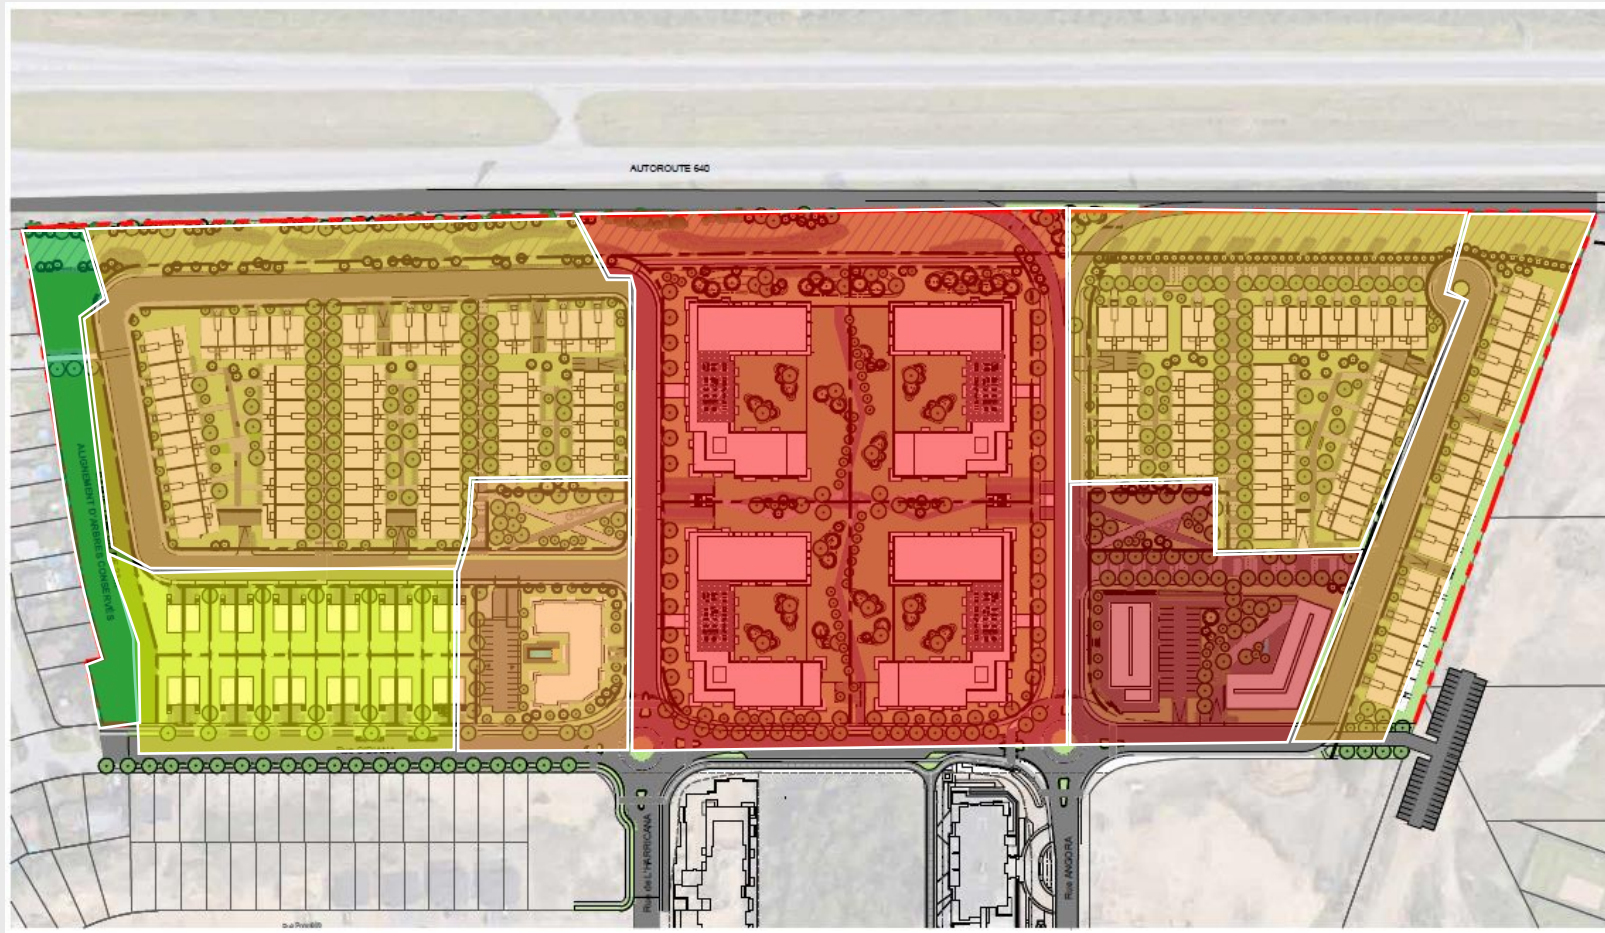 AUTOROUTE 640
ALIGNEMENT D'ARBRES CONSERVÉS
Rue de L'HARRICANA
Rue ANGORA